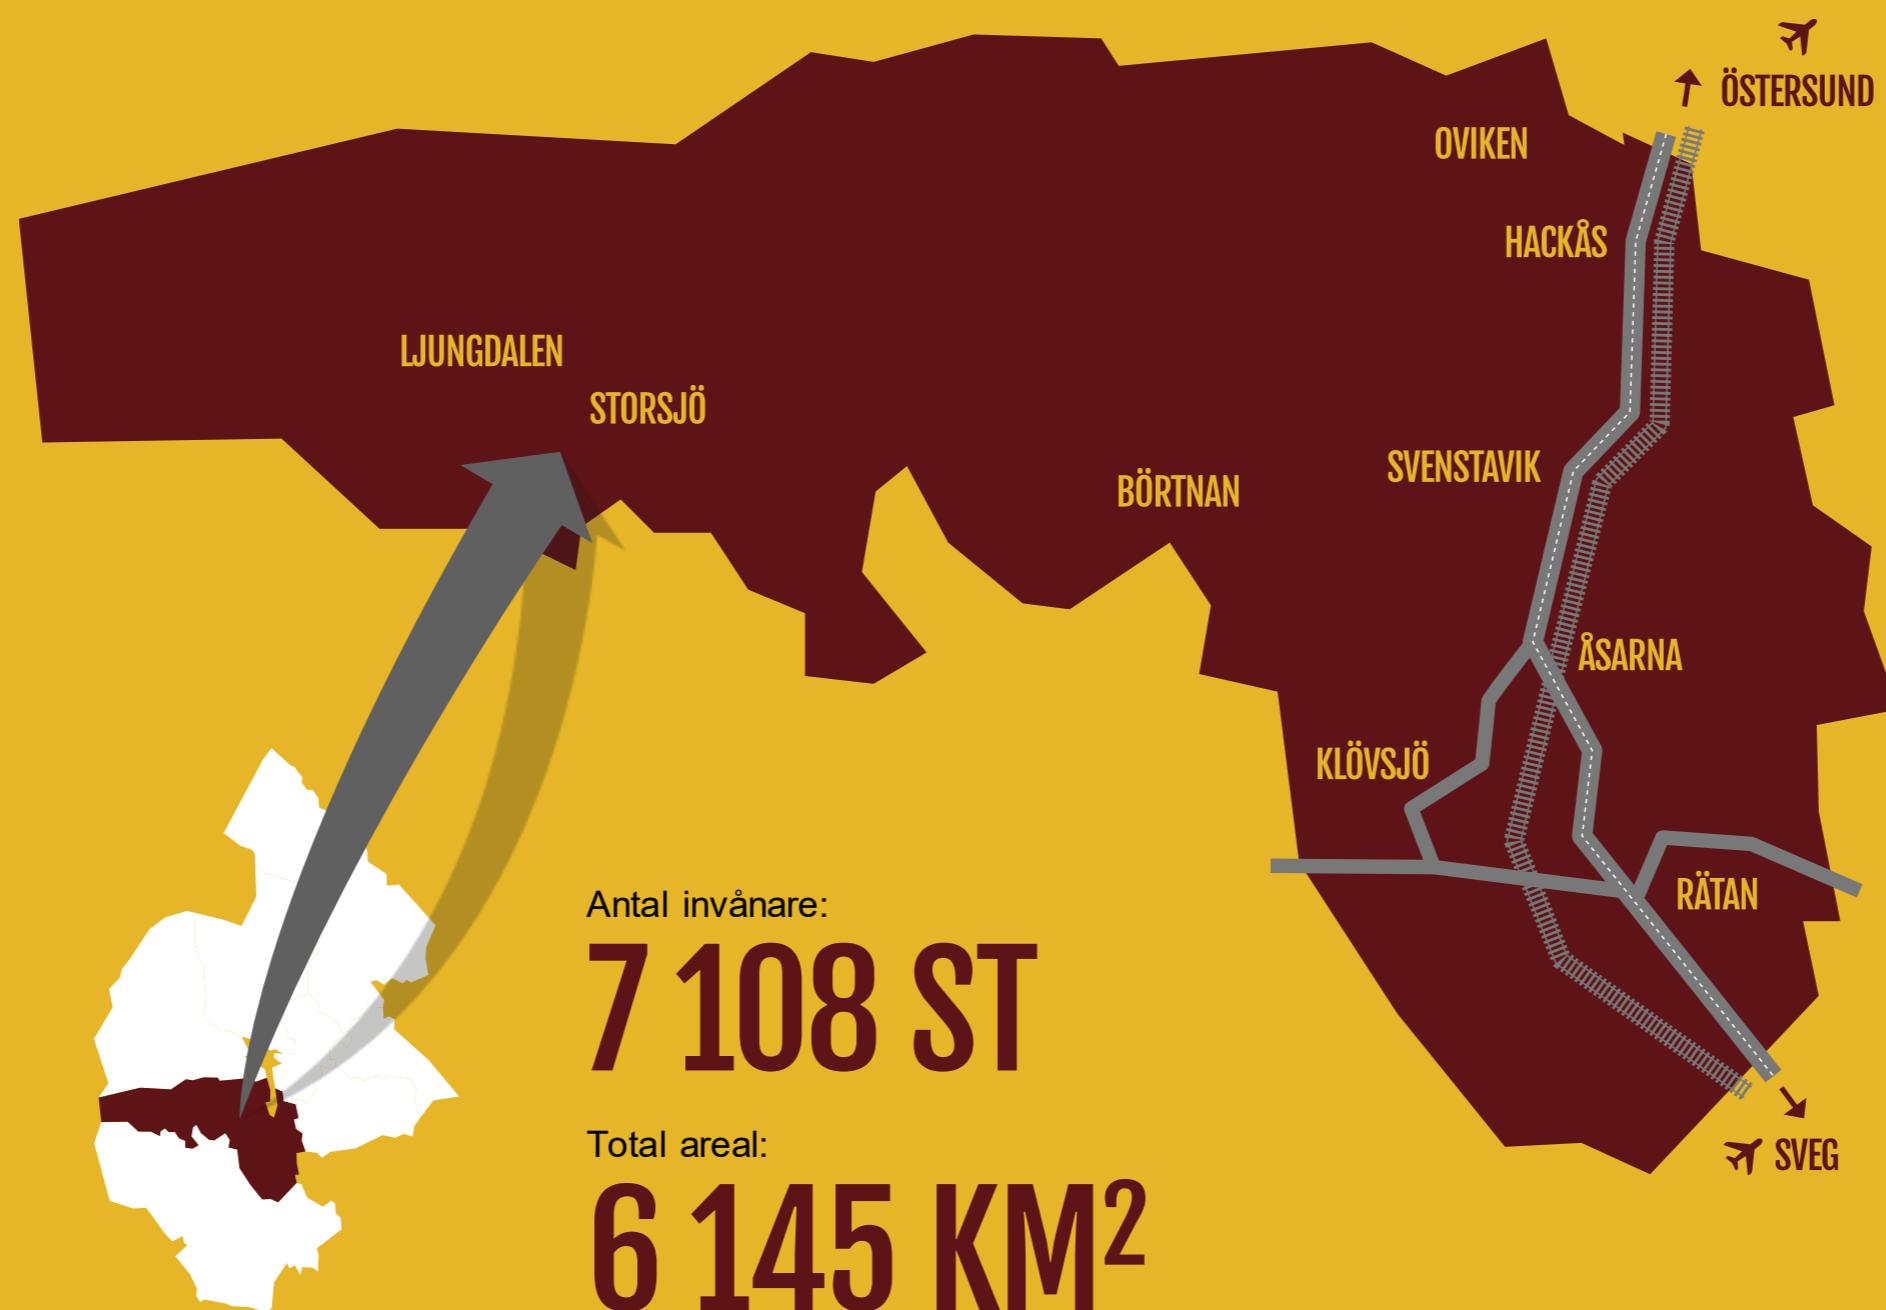 ÖSTERSUND
OVIKEN
HACKÅS
LJUNGDALEN
STORSJÖ
SVENSTAVIK
BÖRTNAN
ÅSARNA
KLÖVSJÖ
RÄTAN
Antal invånare:
7 108 ST
Total areal:
6 145 KM²
SVEG